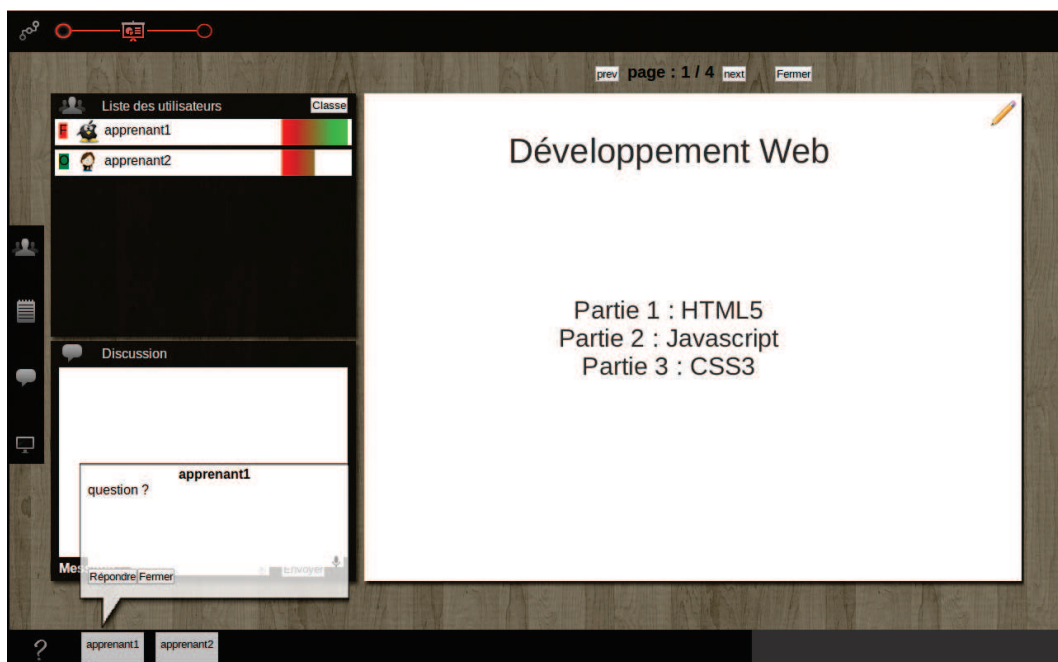 prev page : 1 / 4 next Fermer
Liste des utilisateurs Classe
F apprenant1
O apprenant2
Développement Web
Partie 1 : HTML5
Partie 2 : Javascript
Partie 3 : CSS3
Discussion
apprenant1
question ?
Envoyer
Répondre Fermer
? apprenant1 apprenant2